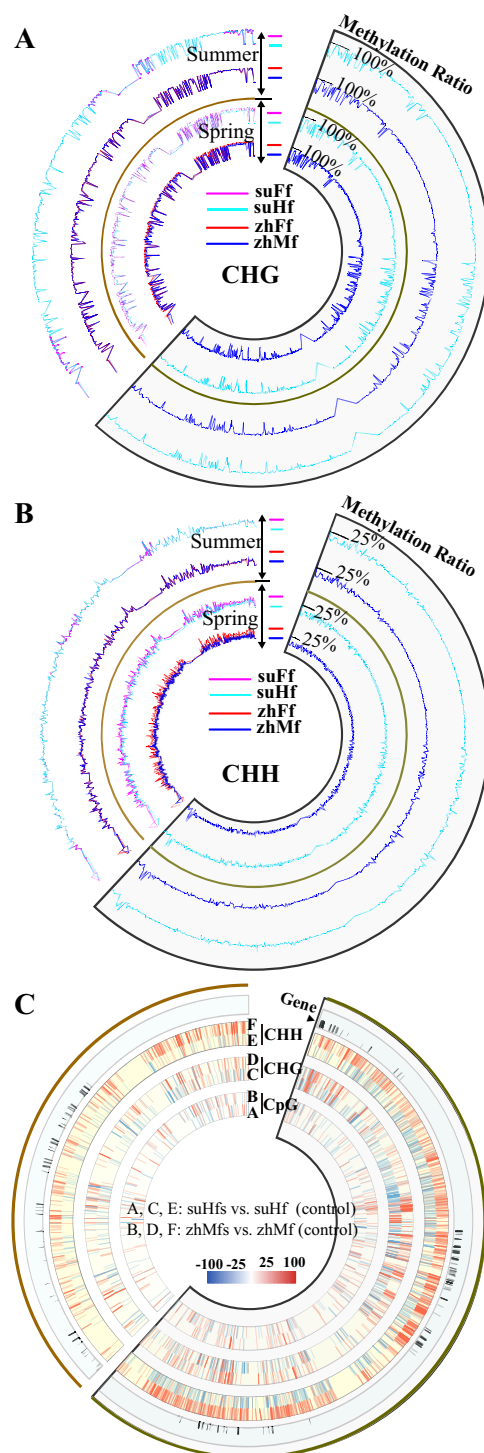 A
Summer
Spring
Methylation Ratio
100%
100%
100%
100%
suFf
suHf
zhFf
zhMf
CHG
B
Summer
Spring
Methylation Ratio
25%
25%
25%
25%
suFf
suHf
zhFf
zhMf
CHH
C
Gene
F
E
CHH
D
C
CHG
B
A
CpG
A, C, E: suHfs vs. suHf (control)
B, D, F: zhMfs vs. zhMf (control)
-100 -25 25 100